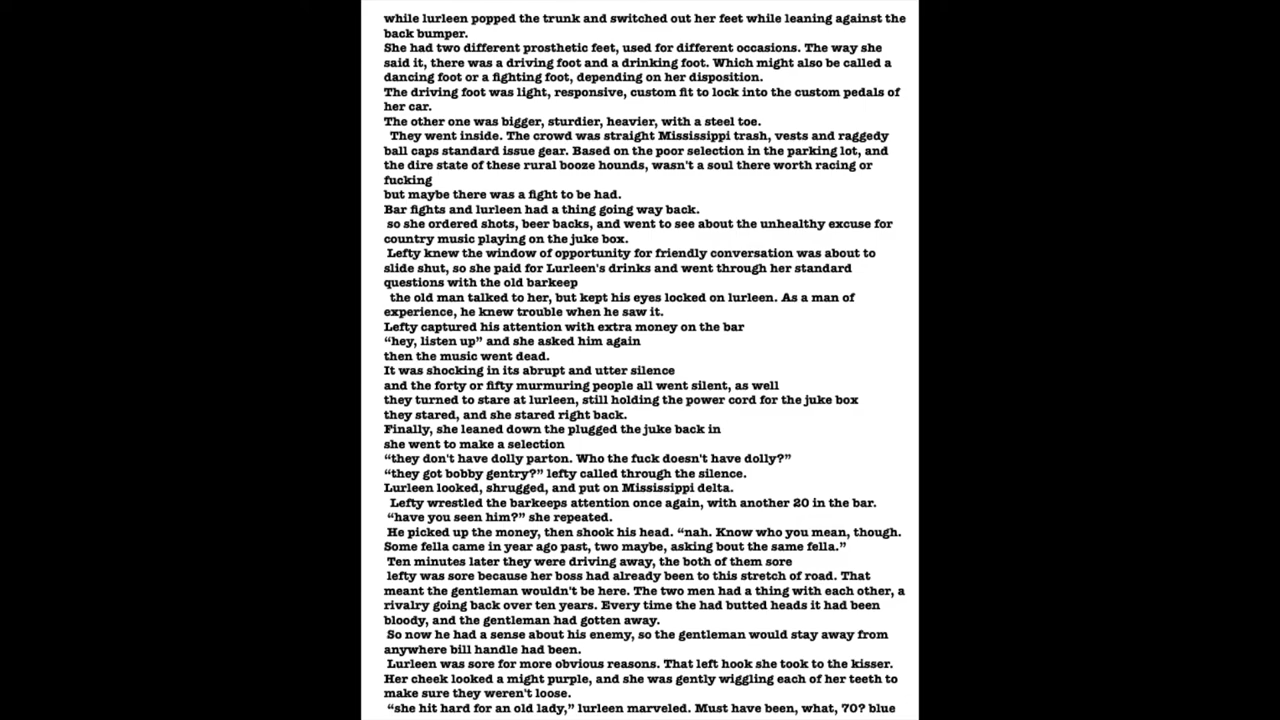 while lurleen popped the trunk and switched out her feet while leaning against the
back bumper.
She had two different prosthetic feet, used for different occasions. The way she
said it, there was a driving foot and a drinking foot. Which might also be called a
dancing foot or a fighting foot, depending on her disposition.
The driving foot was light, responsive, custom fit to lock into the custom pedals of
her car.
The other one was bigger, sturdier, heavier, with a steel toe.
They went inside. The crowd was straight Mississippi trash, vests and raggedy
ball caps standard issue gear. Based on the poor selection in the parking lot, and
the dire state of these rural booze hounds, wasn't a soul there worth racing or
fucking
but maybe there was a fight to be had.
Bar fights and lurleen had a thing going way back.
so she ordered shots, beer backs, and went to see about the unhealthy excuse for
country music playing on the juke box.
Lefty knew the window of opportunity for friendly conversation was about to
slide shut, so she paid for Lurleen's drinks and went through her standard
questions with the old barkeep
the old man talked to her, but kept his eyes locked on lurleen. As a man of
experience, he knew trouble when he saw it.
Lefty captured his attention with extra money on the bar
“hey, listen up” and she asked him again
then the music went dead.
It was shocking in its abrupt and utter silence
and the forty or fifty murmuring people all went silent, as well
they turned to stare at lurleen, still holding the power cord for the juke box
they stared, and she stared right back.
Finally, she leaned down the plugged the juke back in
she went to make a selection
“they don't have dolly parton. Who the fuck doesn't have dolly?”
“they got bobby gentry?” lefty called through the silence.
Lurleen looked, shrugged, and put on Mississippi delta.
Lefty wrestled the barkeeps attention once again, with another 20 in the bar.
“have you seen him?” she repeated.
He picked up the money, then shook his head. “nah. Know who you mean, though.
Some fella came in year ago past, two maybe, asking bout the same fella.”
Ten minutes later they were driving away, the both of them sore
lefty was sore because her boss had already been to this stretch of road. That
meant the gentleman wouldn't be here. The two men had a thing with each other, a
rivalry going back over ten years. Every time the had butted heads it had been
bloody, and the gentleman had gotten away.
So now he had a sense about his enemy, so the gentleman would stay away from
anywhere bill handle had been.
Lurleen was sore for more obvious reasons. That left hook she took to the kisser.
Her cheek looked a might purple, and she was gently wiggling each of her teeth to
make sure they weren't loose.
“she hit hard for an old lady,” lurleen marveled. Must have been, what, 70? blue